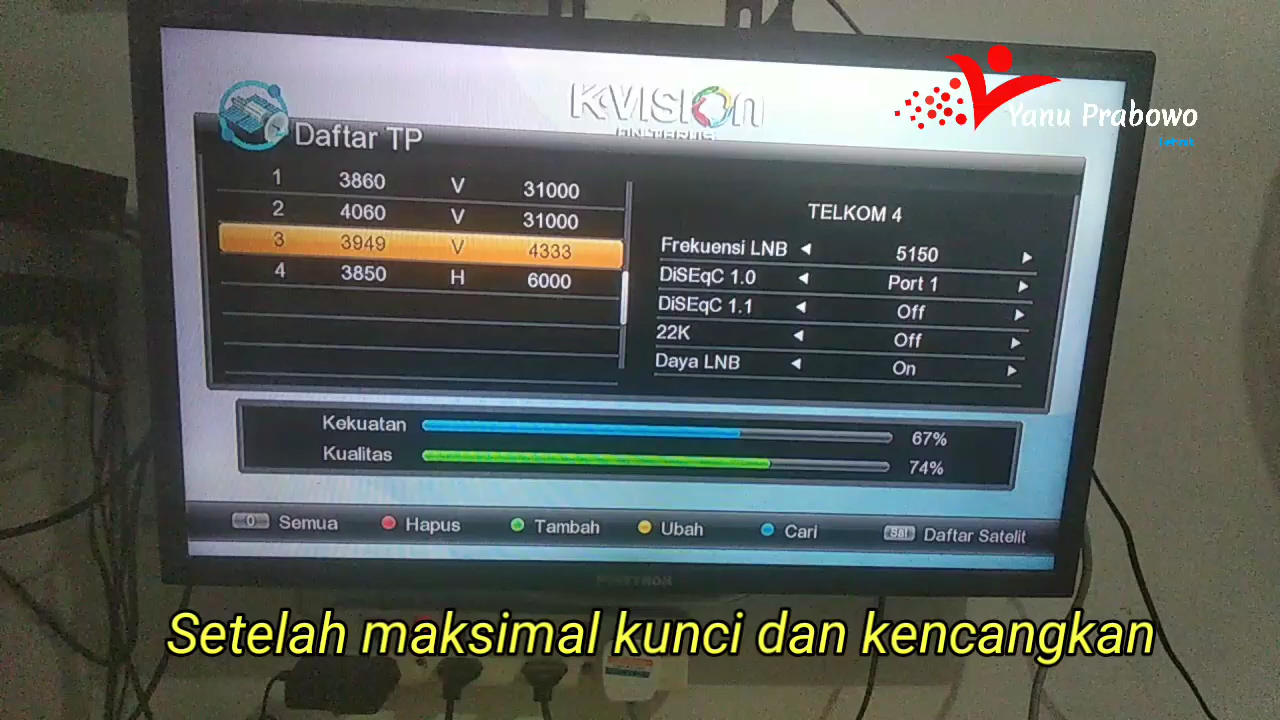 K-VISION
Yanu Prabowo
Daftar TP
1 3860 V 31000
2 4060 V 31000
3 3949 V 4333
4 3850 H 6000
TELKOM 4
Frekuensi LNB 5150
DiSEqC 1.0 Port 1
DiSEqC 1.1 Off
22K Off
Daya LNB On
Kekuatan 67%
Kualitas 74%
0 Semua Hapus Tambah Ubah Cari Sat Daftar Satelit
POLYTRON
Setelah maksimal kunci dan kencangkan